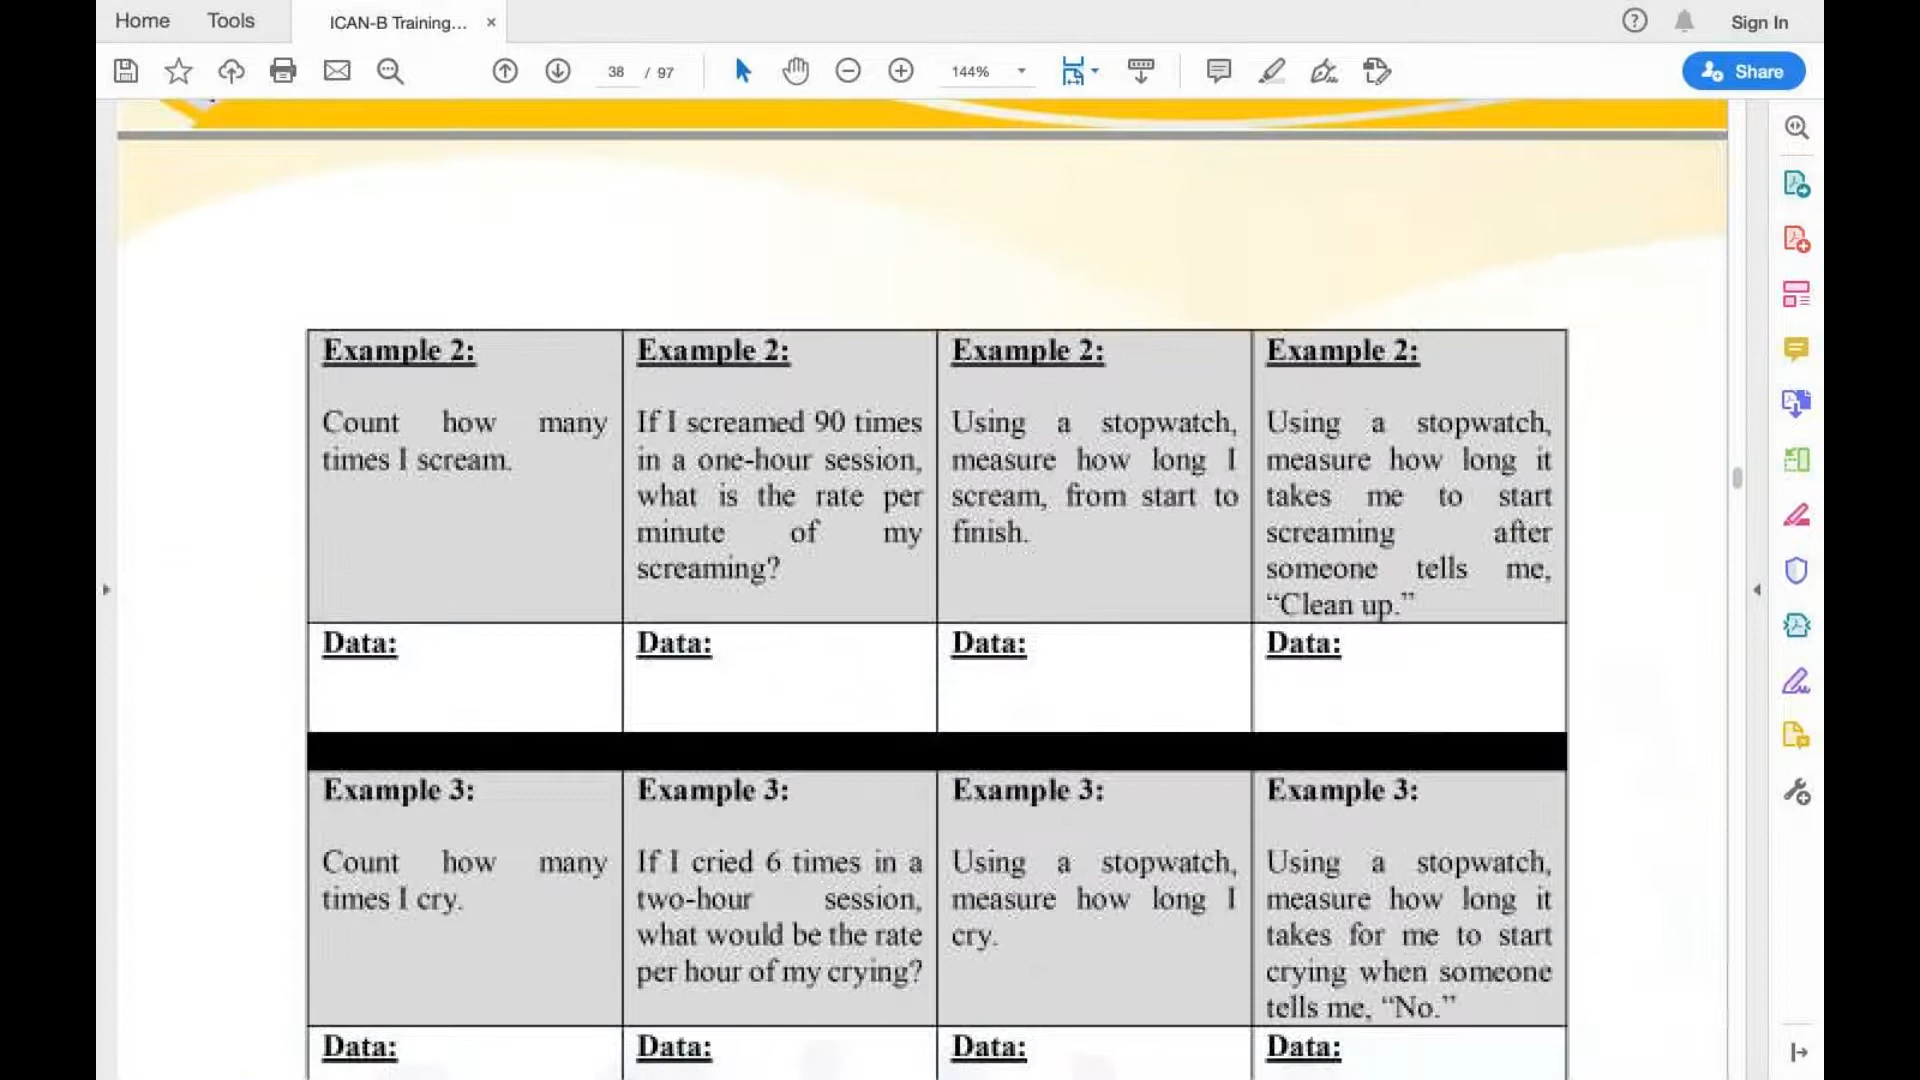 Home Tools ICAN-B Training... × Sign In
38 / 97 144% Share
Example 2:
Count how many
times I scream.
Example 2:
If I screamed 90 times
in a one-hour session,
what is the rate per
minute of my
screaming?
Example 2:
Using a stopwatch,
measure how long I
scream, from start to
finish.
Example 2:
Using a stopwatch,
measure how long it
takes me to start
screaming after
someone tells me,
“Clean up.”
Data:
Data:
Data:
Data:
Example 3:
Count how many
times I cry.
Example 3:
If I cried 6 times in a
two-hour session,
what would be the rate
per hour of my crying?
Example 3:
Using a stopwatch,
measure how long I
cry.
Example 3:
Using a stopwatch,
measure how long it
takes for me to start
crying when someone
tells me, “No.”
Data:
Data:
Data:
Data: